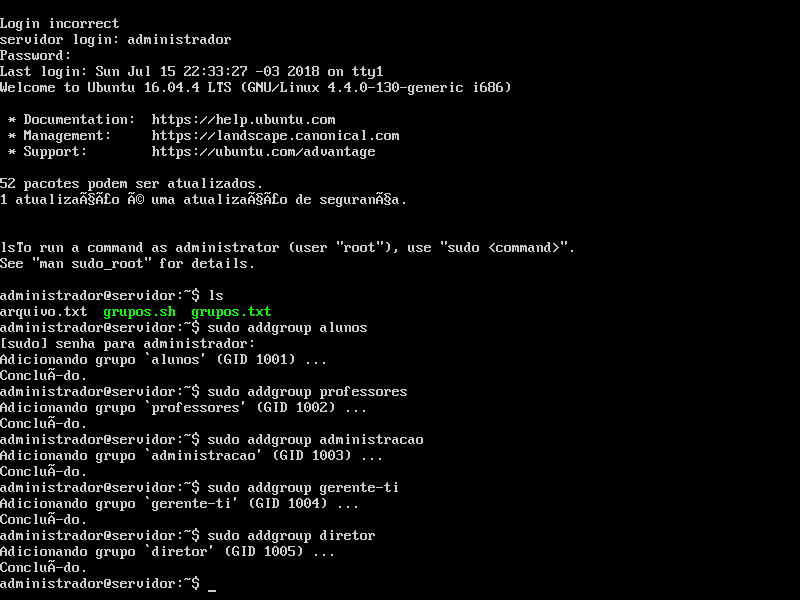 Login incorrect
servidor login: administrador
Password:
Last login: Sun Jul 15 22:33:27 -03 2018 on tty1
Welcome to Ubuntu 16.04.4 LTS (GNU/Linux 4.4.0-130-generic i686)
* Documentation:  https://help.ubuntu.com
* Management:     https://landscape.canonical.com
* Support:        https://ubuntu.com/advantage
52 pacotes podem ser atualizados.
1 atualizaÃ§Ã£o Ã© uma atualizaÃ§Ã£o de seguranÃ§a.
lsTo run a command as administrator (user "root"), use "sudo <command>".
See "man sudo_root" for details.
administrador@servidor:~$ ls
arquivo.txt  grupos.sh  grupos.txt
administrador@servidor:~$ sudo addgroup alunos
[sudo] senha para administrador:
Adicionando grupo `alunos' (GID 1001) ...
ConcluÃ-do.
administrador@servidor:~$ sudo addgroup professores
Adicionando grupo `professores' (GID 1002) ...
ConcluÃ-do.
administrador@servidor:~$ sudo addgroup administracao
Adicionando grupo `administracao' (GID 1003) ...
ConcluÃ-do.
administrador@servidor:~$ sudo addgroup gerente-ti
Adicionando grupo `gerente-ti' (GID 1004) ...
ConcluÃ-do.
administrador@servidor:~$ sudo addgroup diretor
Adicionando grupo `diretor' (GID 1005) ...
ConcluÃ-do.
administrador@servidor:~$ _